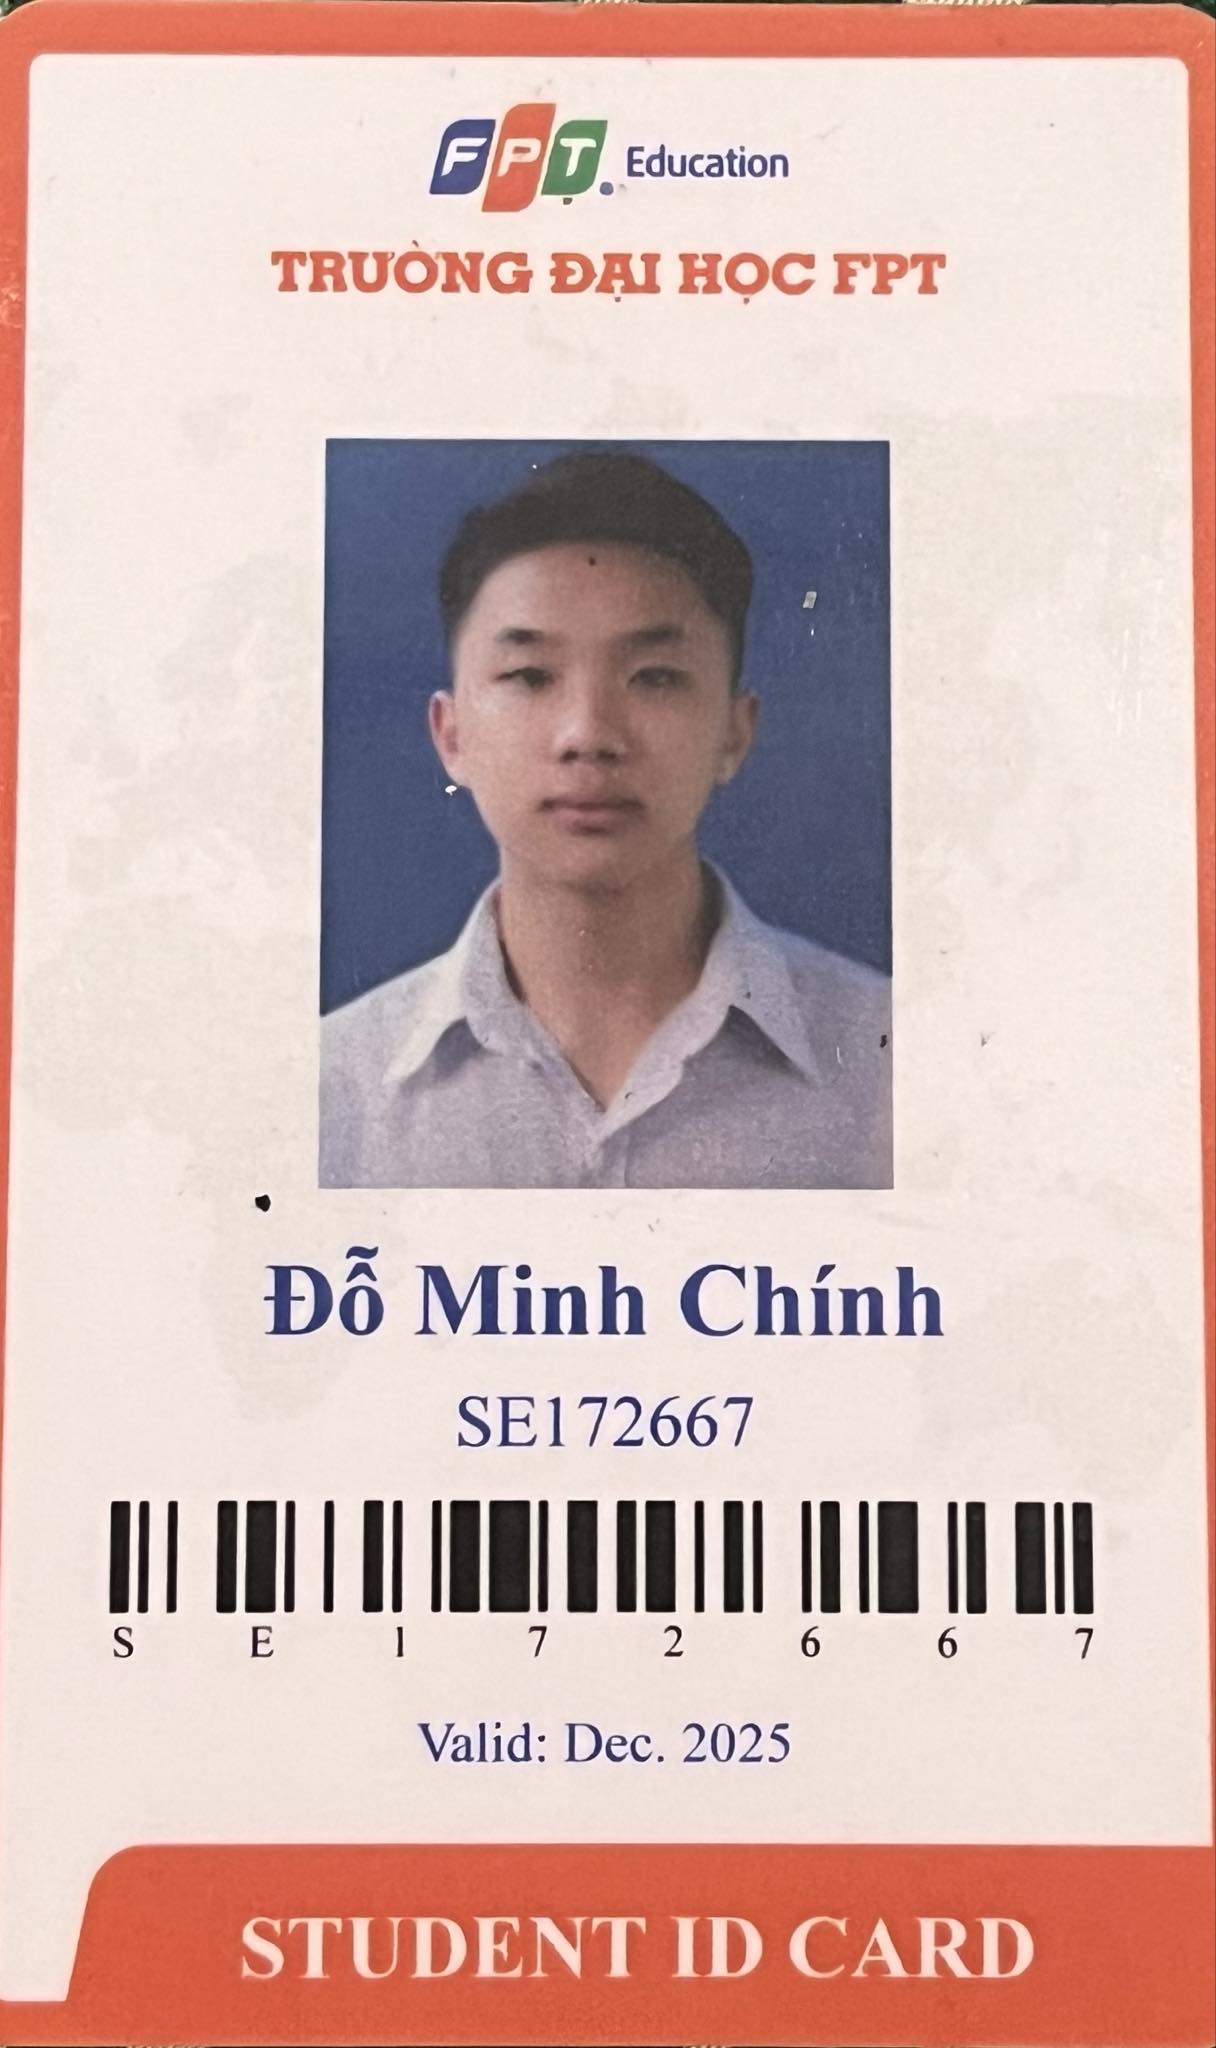 FPT. Education
TRƯỜNG ĐẠI HỌC FPT
Đỗ Minh Chính
SE172667
S E 1 7 2 6 6 7
Valid: Dec. 2025
STUDENT ID CARD